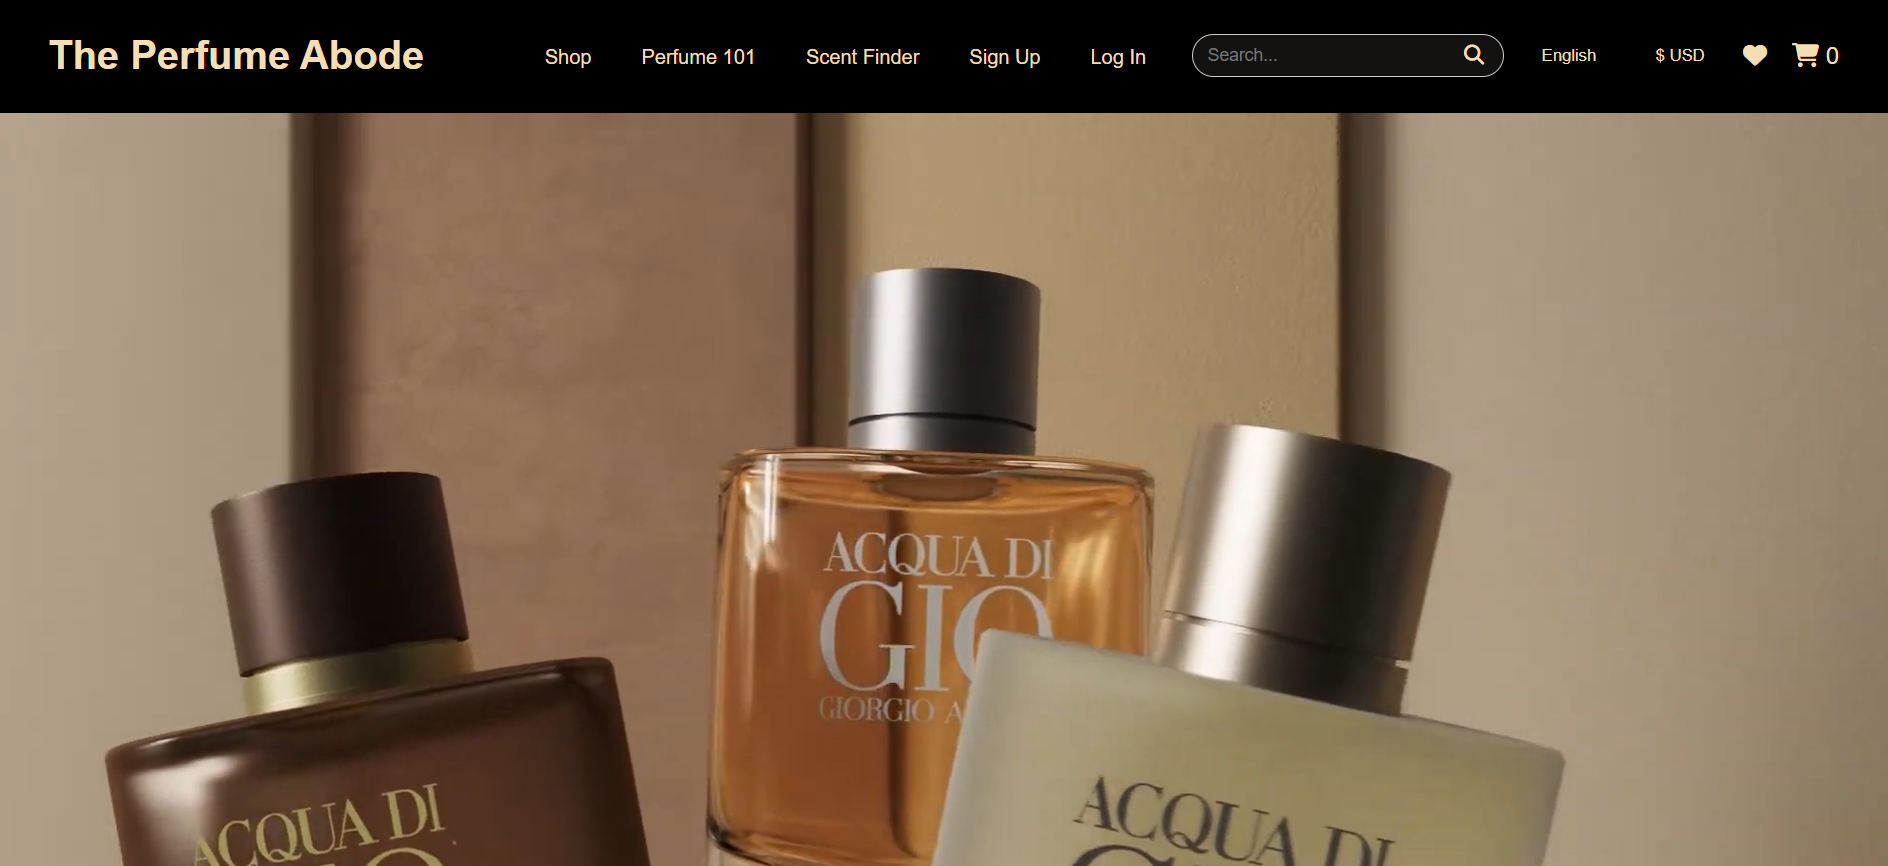 The Perfume Abode
Shop
Perfume 101
Scent Finder
Sign Up
Log In
Search...
English
$ USD
0
ACQUA DI
GIO
GIORGIO A
ACQUA DI
ACQUA DI